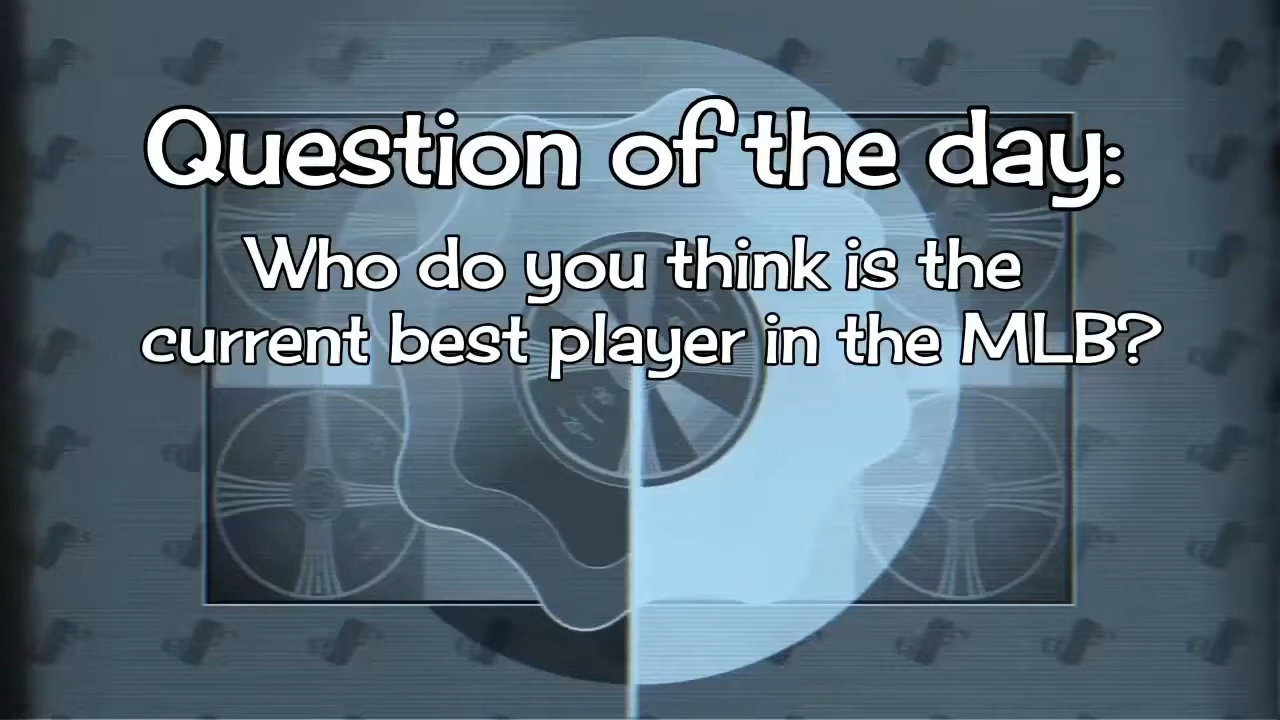 Question of the day:
Who do you think is the
current best player in the MLB?